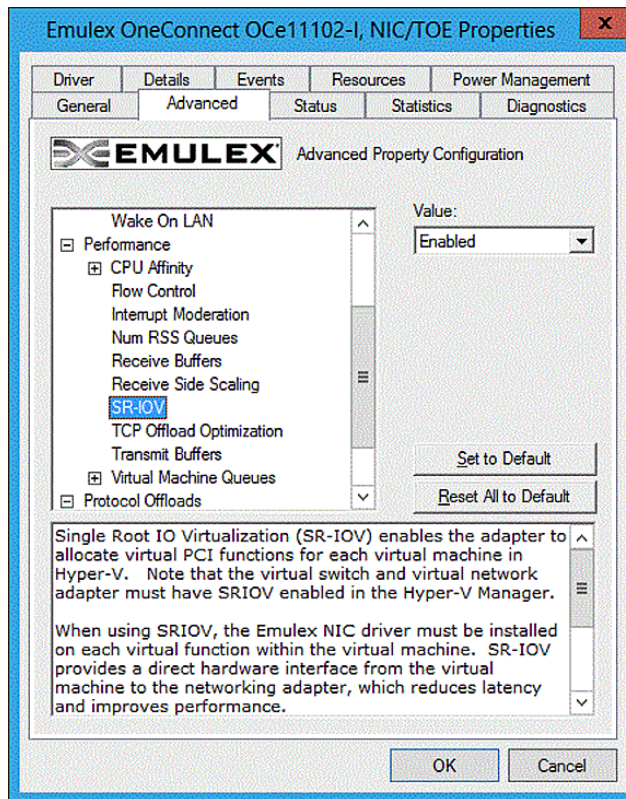 Emulex OneConnect OCe11102-I, NIC/TOE Properties
x
Driver Details Events Resources Power Management
General Advanced Status Statistics Diagnostics
EMULEX Advanced Property Configuration
Wake On LAN
Performance
CPU Affinity
Flow Control
Interrupt Moderation
Num RSS Queues
Receive Buffers
Receive Side Scaling
SR-IOV
TCP Offload Optimization
Transmit Buffers
Virtual Machine Queues
Protocol Offloads
Value:
Enabled
Set to Default
Reset All to Default
Single Root IO Virtualization (SR-IOV) enables the adapter to
allocate virtual PCI functions for each virtual machine in
Hyper-V.   Note that the virtual switch and virtual network
adapter must have SRIOV enabled in the Hyper-V Manager.
When using SRIOV, the Emulex NIC driver must be installed
on each virtual function within the virtual machine.  SR-IOV
provides a direct hardware interface from the virtual
machine to the networking adapter, which reduces latency
and improves performance.
OK Cancel